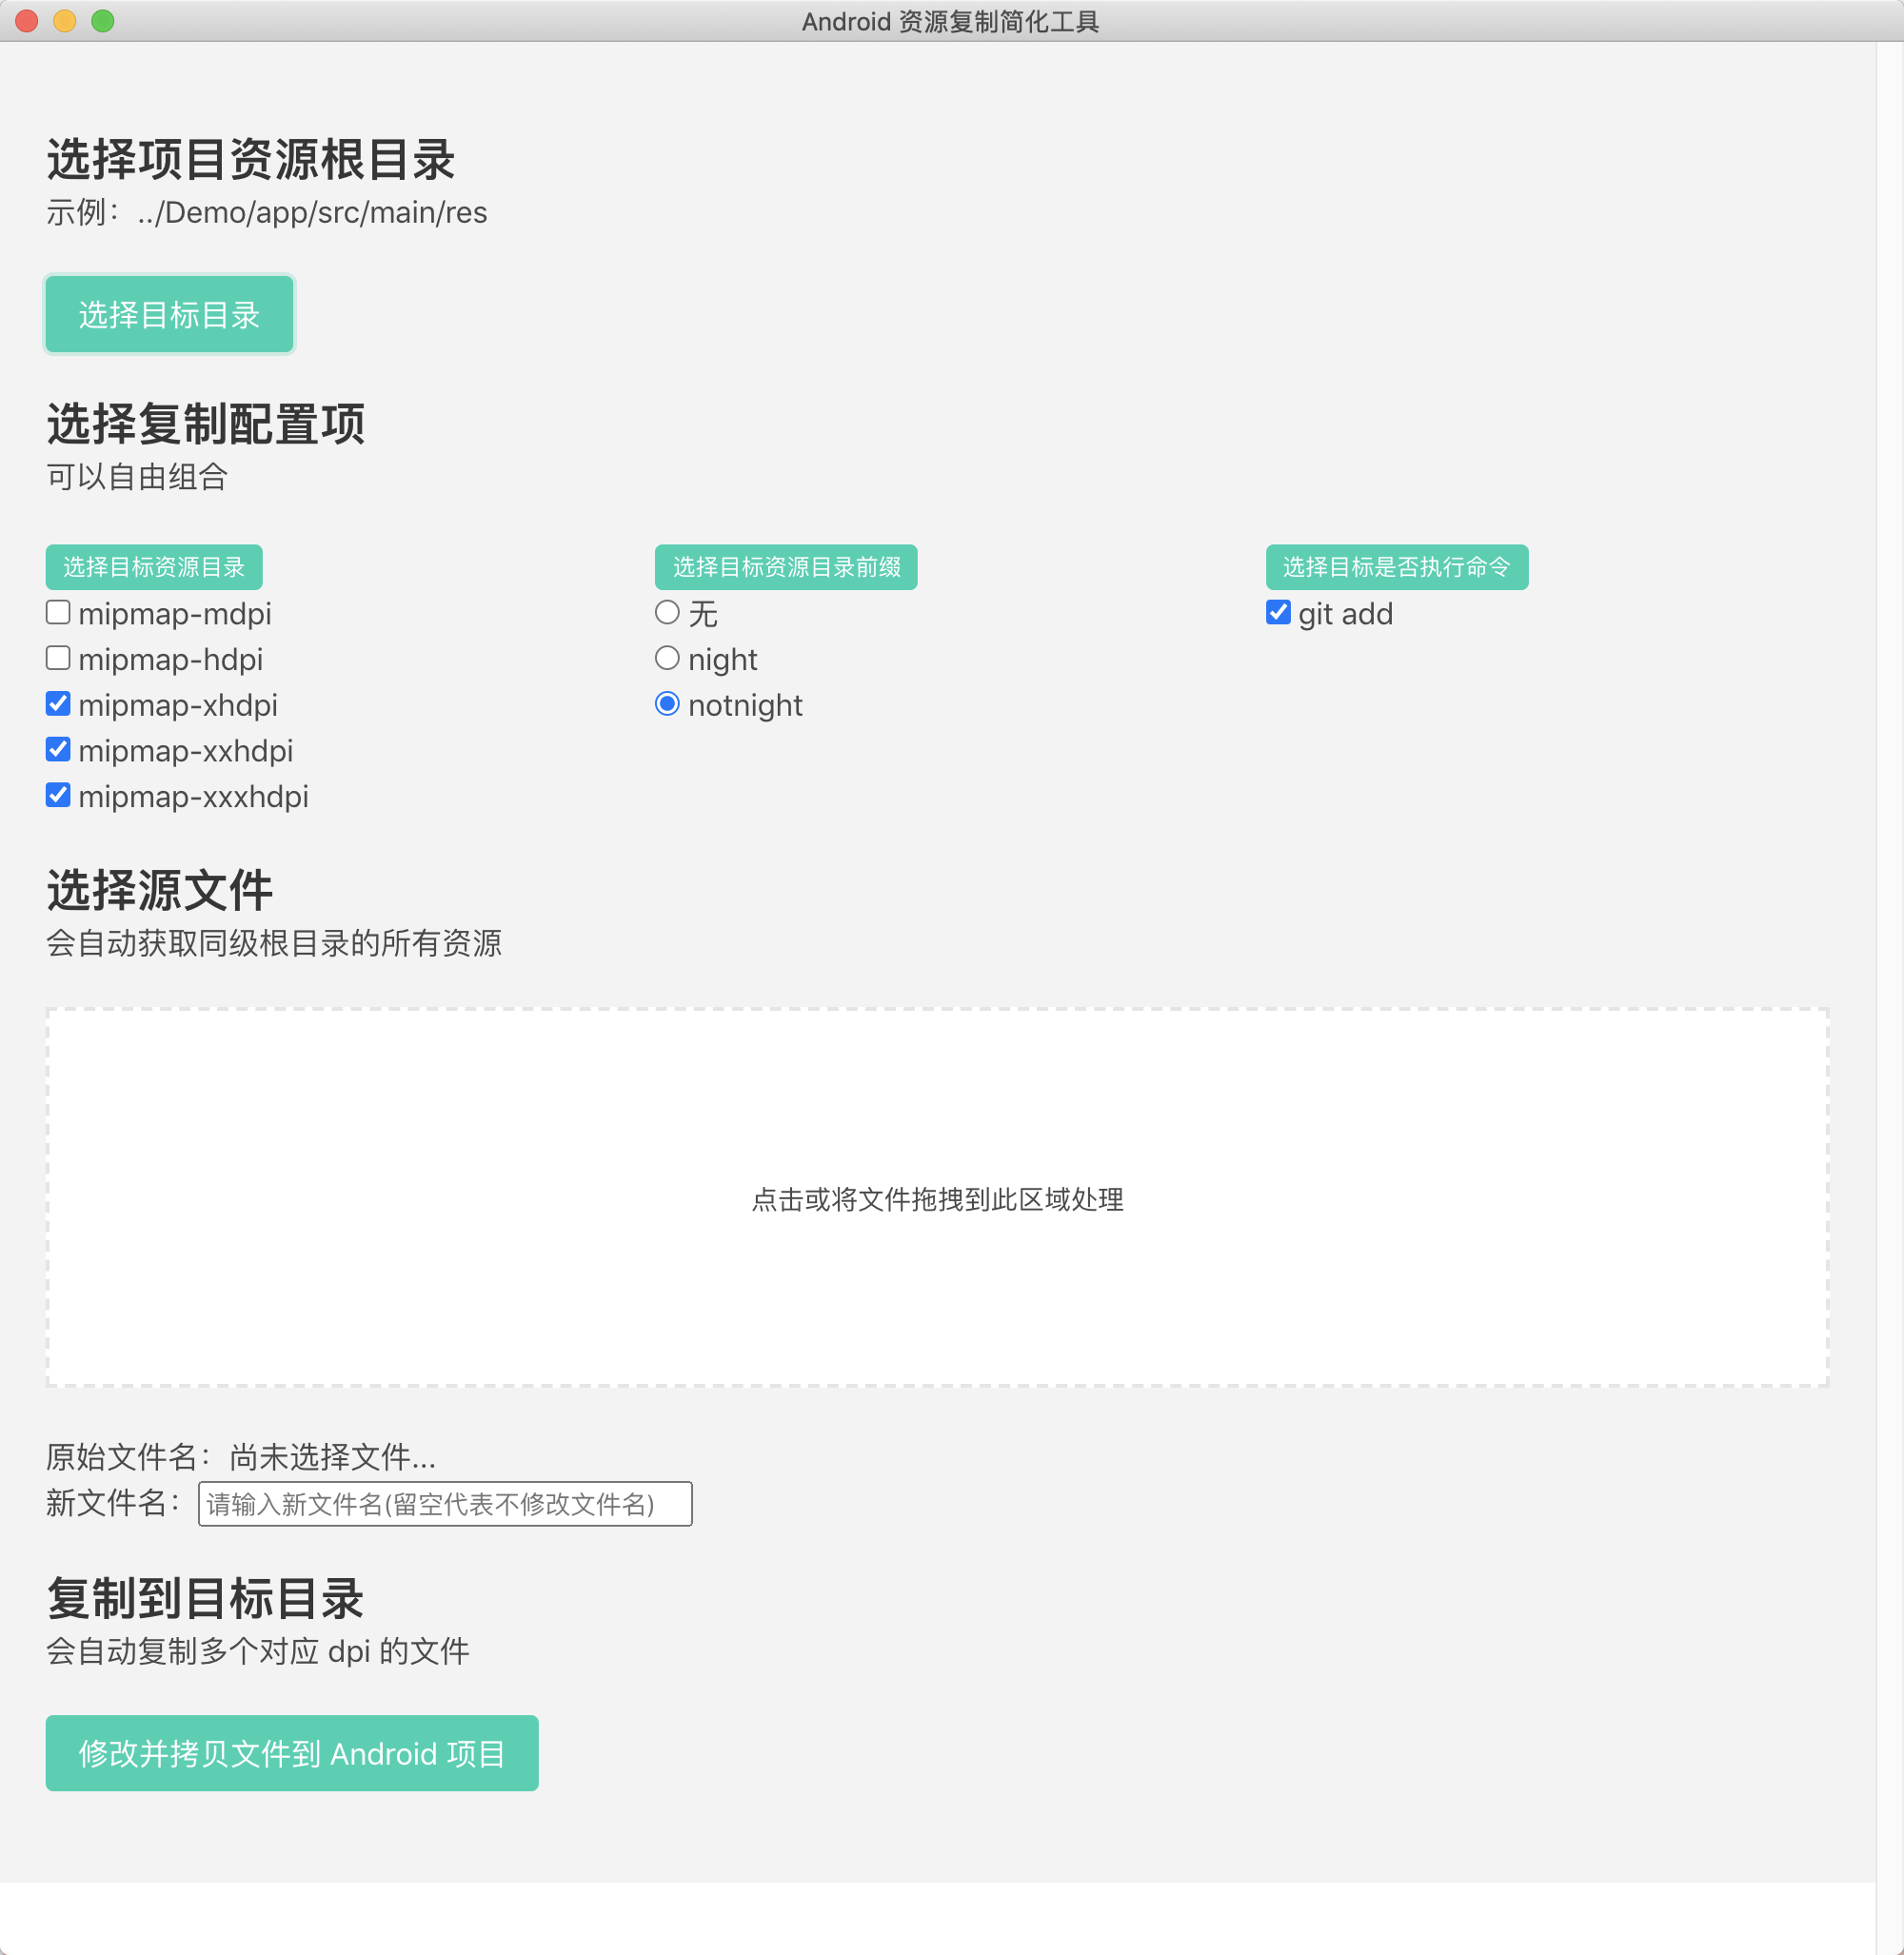 Android 资源复制简化工具
选择项目资源根目录
示例：../Demo/app/src/main/res
选择目标目录
选择复制配置项
可以自由组合
选择目标资源目录
mipmap-mdpi
mipmap-hdpi
mipmap-xhdpi
mipmap-xxhdpi
mipmap-xxxhdpi
选择目标资源目录前缀
无
night
notnight
选择目标是否执行命令
git add
选择源文件
会自动获取同级根目录的所有资源
点击或将文件拖拽到此区域处理
原始文件名：尚未选择文件...
新文件名：请输入新文件名(留空代表不修改文件名)
复制到目标目录
会自动复制多个对应 dpi 的文件
修改并拷贝文件到 Android 项目